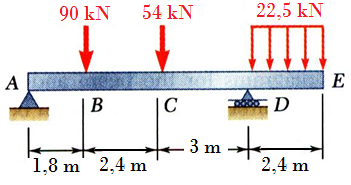 90 kN 54 kN 22,5 kN
A E
B C D
3 m
1,8 m 2,4 m 2,4 m